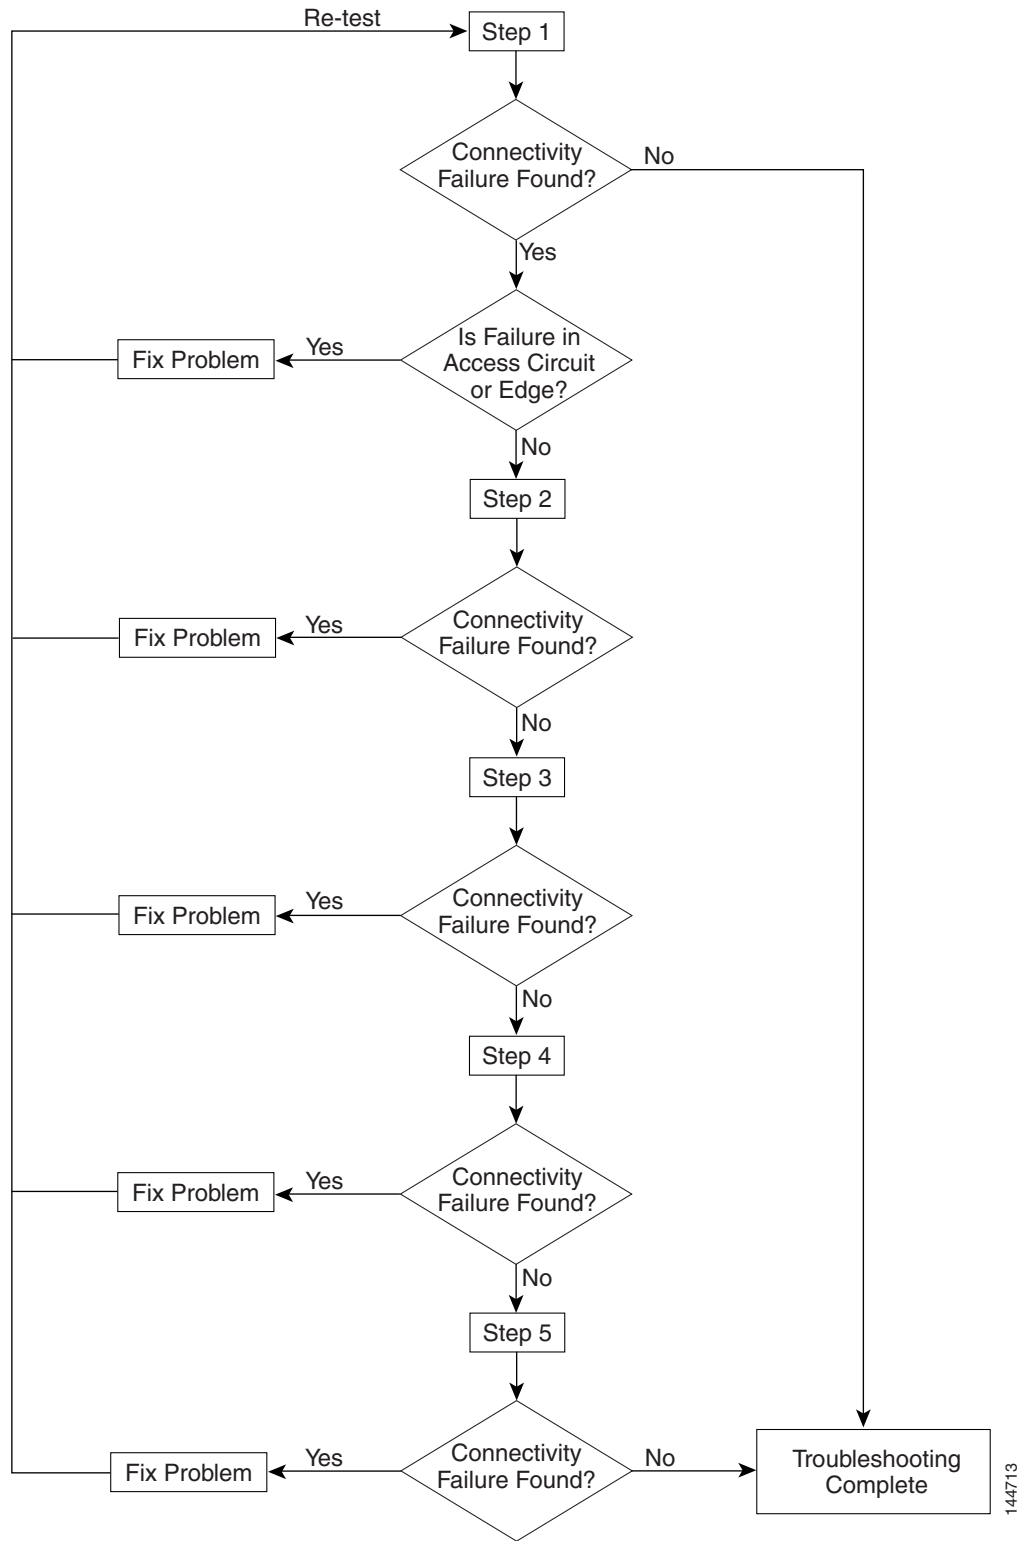 Re-test
Step 1
Connectivity
Failure Found?
No
Yes
Is Failure in
Access Circuit
or Edge?
Yes
Fix Problem
No
Step 2
Connectivity
Failure Found?
Yes
Fix Problem
No
Step 3
Connectivity
Failure Found?
Yes
Fix Problem
No
Step 4
Connectivity
Failure Found?
Yes
Fix Problem
No
Step 5
Connectivity
Failure Found?
Yes
Fix Problem
No
Troubleshooting
Complete
144713